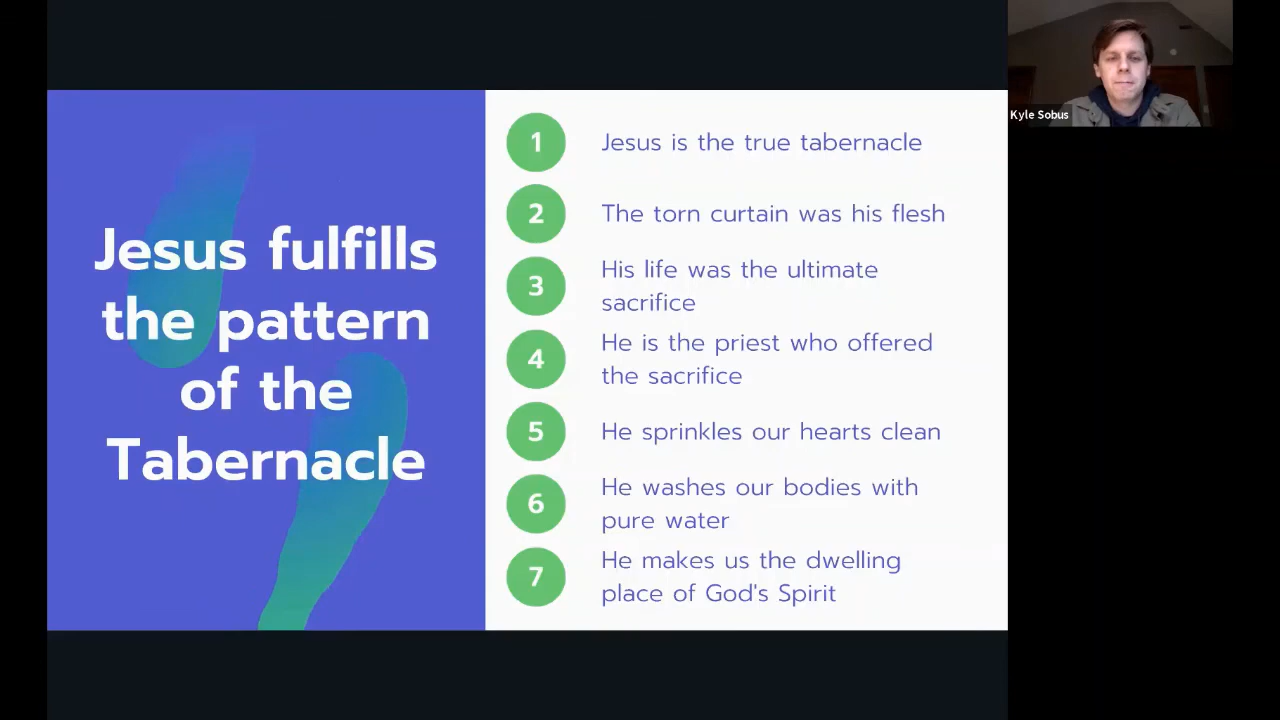 Jesus fulfills
the pattern
of the
Tabernacle
1
Jesus is the true tabernacle
2
The torn curtain was his flesh
3
His life was the ultimate
sacrifice
4
He is the priest who offered
the sacrifice
5
He sprinkles our hearts clean
6
He washes our bodies with
pure water
7
He makes us the dwelling
place of God's Spirit
Kyle Sobus